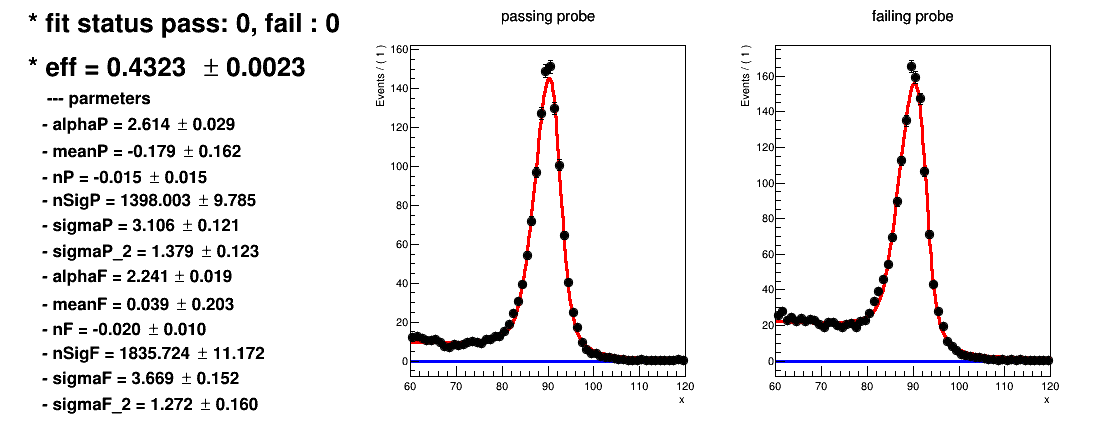 * fit status pass: 0, fail : 0
* eff = 0.4323 ± 0.0023
--- parmeters
- alphaP = 2.614 ± 0.029
- meanP = -0.179 ± 0.162
- nP = -0.015 ± 0.015
- nSigP = 1398.003 ± 9.785
- sigmaP = 3.106 ± 0.121
- sigmaP_2 = 1.379 ± 0.123
- alphaF = 2.241 ± 0.019
- meanF = 0.039 ± 0.203
- nF = -0.020 ± 0.010
- nSigF = 1835.724 ± 11.172
- sigmaF = 3.669 ± 0.152
- sigmaF_2 = 1.272 ± 0.160
passing probe
Events / ( 1 )
160
140
120
100
80
60
40
20
0
60 70 80 90 100 110 120
x
failing probe
Events / ( 1 )
160
140
120
100
80
60
40
20
0
60 70 80 90 100 110 120
x